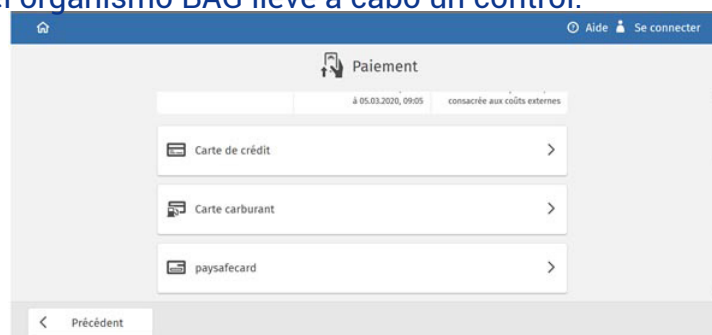 el organismo BAG lleve a cabo un control.
Aide Se connecter
Paiement
à 05.03.2020, 09:05 consacrée aux coûts externes
Carte de crédit
Carte carburant
paysafecard
Précédent